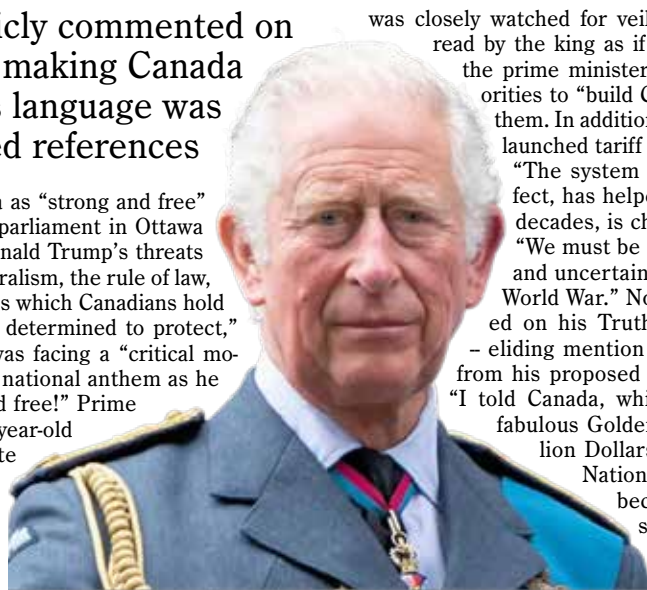 icly commented on
making Canada
language was
ed references
as “strong and free”
parliament in Ottawa
nald Trump’s threats
ralism, the rule of law,
s which Canadians hold
determined to protect,”
was facing a “critical mo-
national anthem as he
d free!” Prime
year-old
te
was closely watched for veil
read by the king as if
the prime minister
orities to “build C
them. In addition
launched tariff
“The system
fect, has helpe
decades, is ch
“We must be
and uncertain
World War.” No
ed on his Truth
– eliding mention
from his proposed
“I told Canada, whi
fabulous Golden
lion Dollars
Nation
bec
s